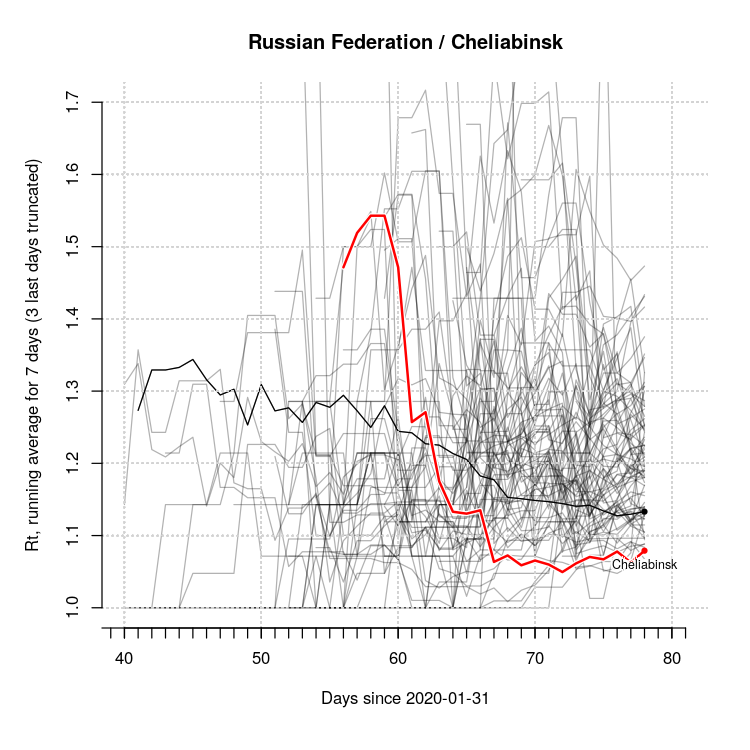 Russian Federation / Cheliabinsk
Rt, running average for 7 days (3 last days truncated)
1.7
1.6
1.5
1.4
1.3
1.2
1.1
1.0
Cheliabinsk
40 50 60 70 80
Days since 2020-01-31